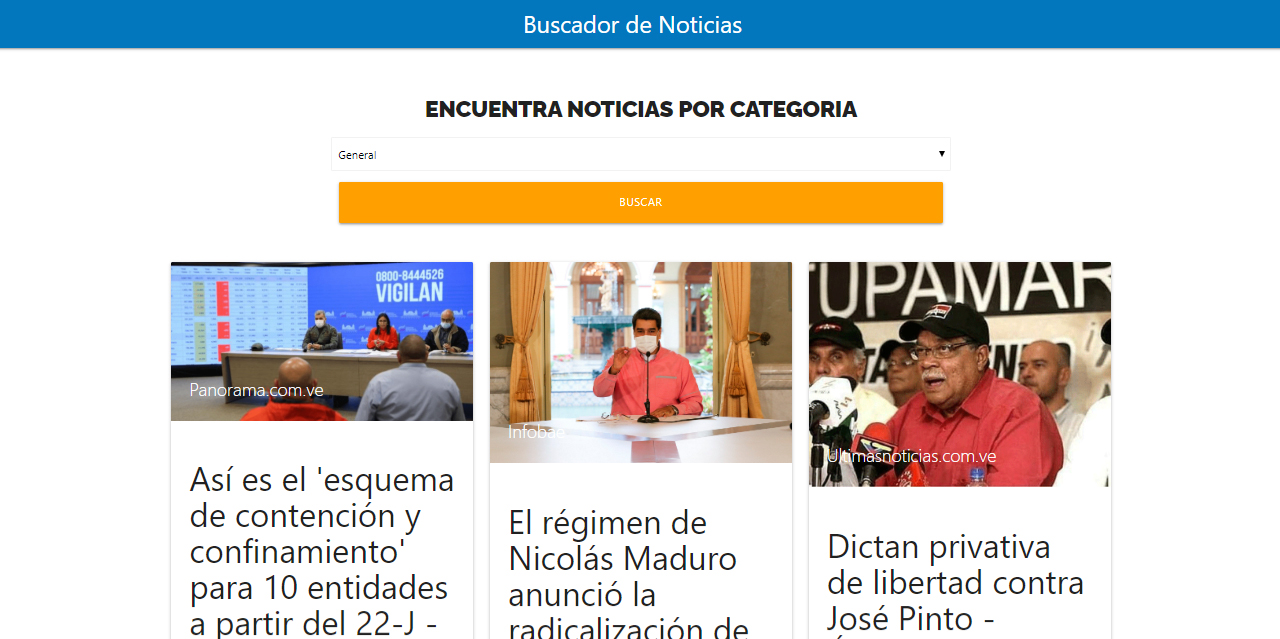 Buscador de Noticias
ENCUENTRA NOTICIAS POR CATEGORIA
General
BUSCAR
0800-8444526
VIGILAN
Panorama.com.ve
Así es el 'esquema
de contención y
confinamiento'
para 10 entidades
a partir del 22-J -
Infobae
El régimen de
Nicolás Maduro
anunció la
radicalización de
TUPAMAR
Ultimasnoticias.com.ve
Dictan privativa
de libertad contra
José Pinto -